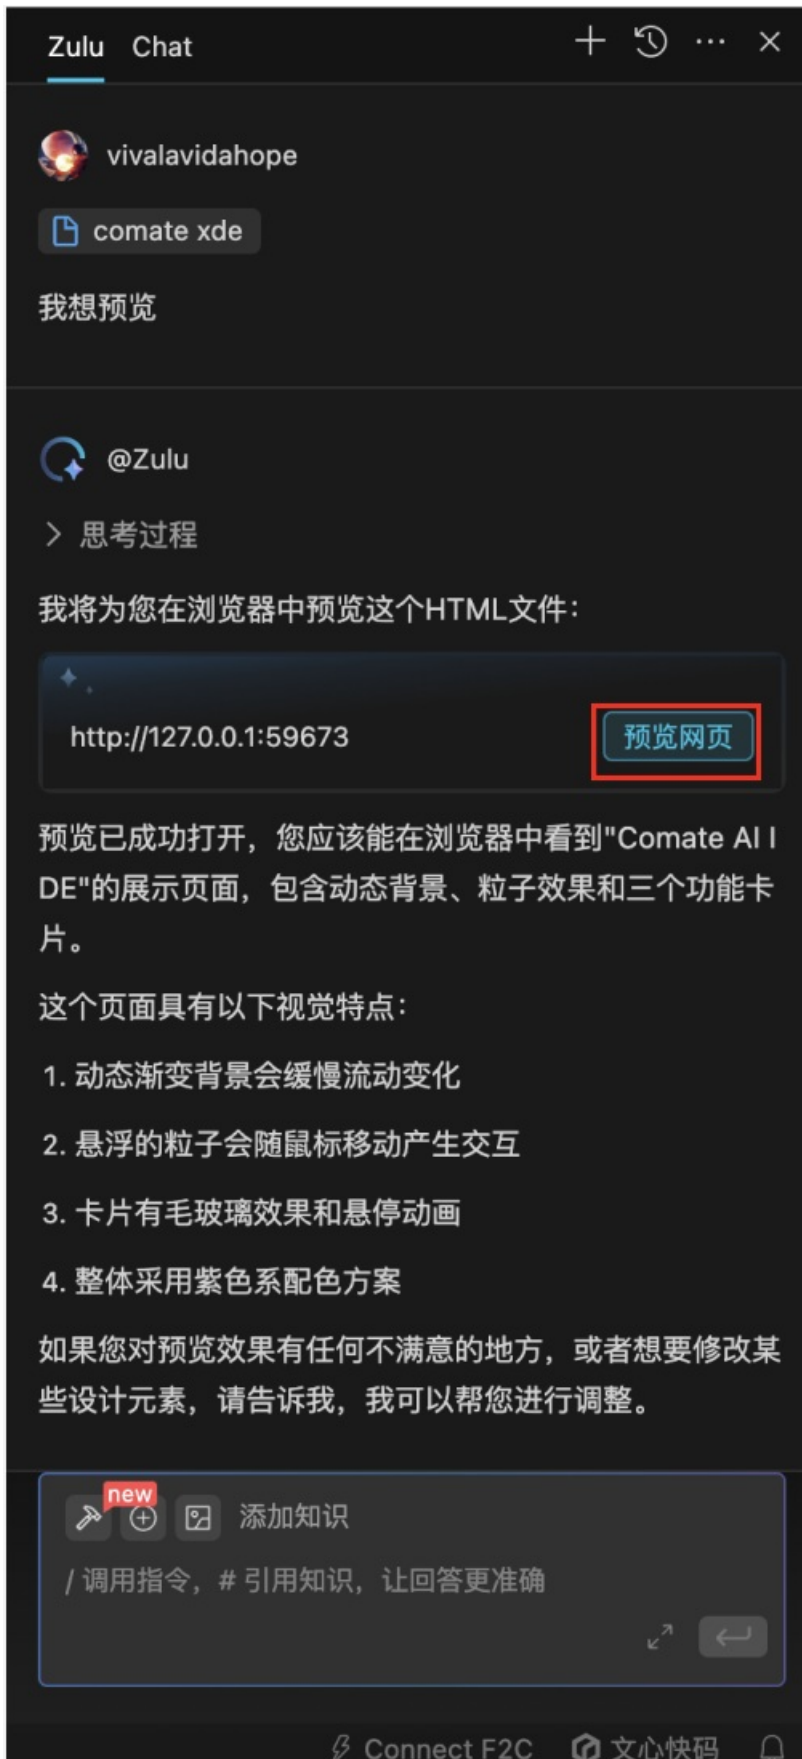 Zulu Chat
vivalavidahope
comate xde
我想预览
@Zulu
思考过程
我将为您在浏览器中预览这个HTML文件：
http://127.0.0.1:59673
预览网页
预览已成功打开，您应该能在浏览器中看到"Comate AI I
DE"的展示页面，包含动态背景、粒子效果和三个功能卡
片。
这个页面具有以下视觉特点：
1. 动态渐变背景会缓慢流动变化
2. 悬浮的粒子会随鼠标移动产生交互
3. 卡片有毛玻璃效果和悬停动画
4. 整体采用紫色系配色方案
如果您对预览效果有任何不满意的地方，或者想要修改某
些设计元素，请告诉我，我可以帮您进行调整。
new
添加知识
/ 调用指令，# 引用知识，让回答更准确
Connect F2C 文心快码